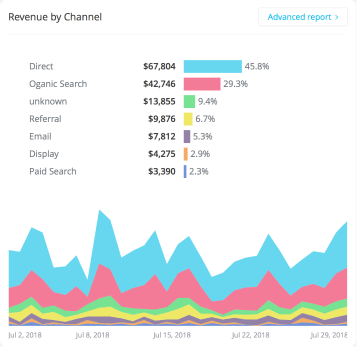 Revenue by Channel
Advanced report >
Direct $67,804 45.8%
Oganic Search $42,746 29.3%
unknown $13,855 9.4%
Referral $9,876 6.7%
Email $7,812 5.3%
Display $4,275 2.9%
Paid Search $3,390 2.3%
Jul 2, 2018 Jul 8, 2018 Jul 15, 2018 Jul 22, 2018 Jul 29, 2018